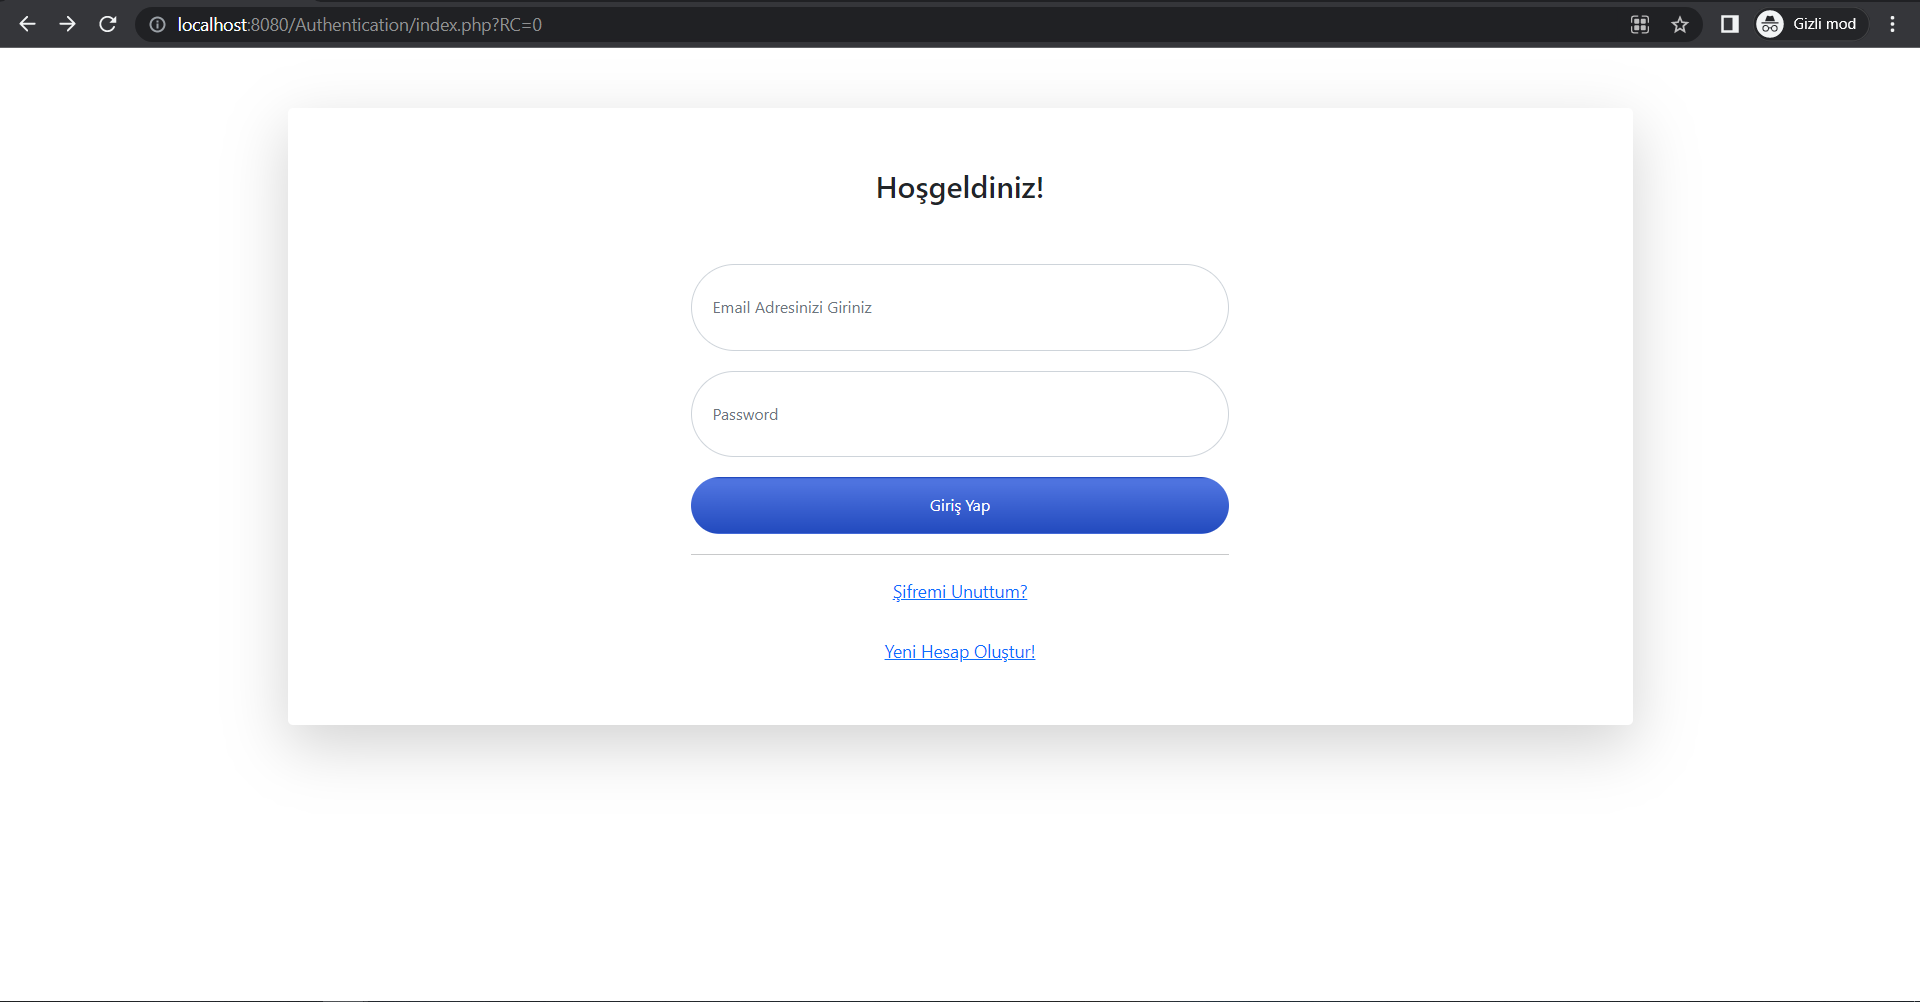 localhost:8080/Authentication/index.php?RC=0
Gizli mod
Hoşgeldiniz!
Email Adresinizi Giriniz
Password
Giriş Yap
Şifremi Unuttum?
Yeni Hesap Oluştur!